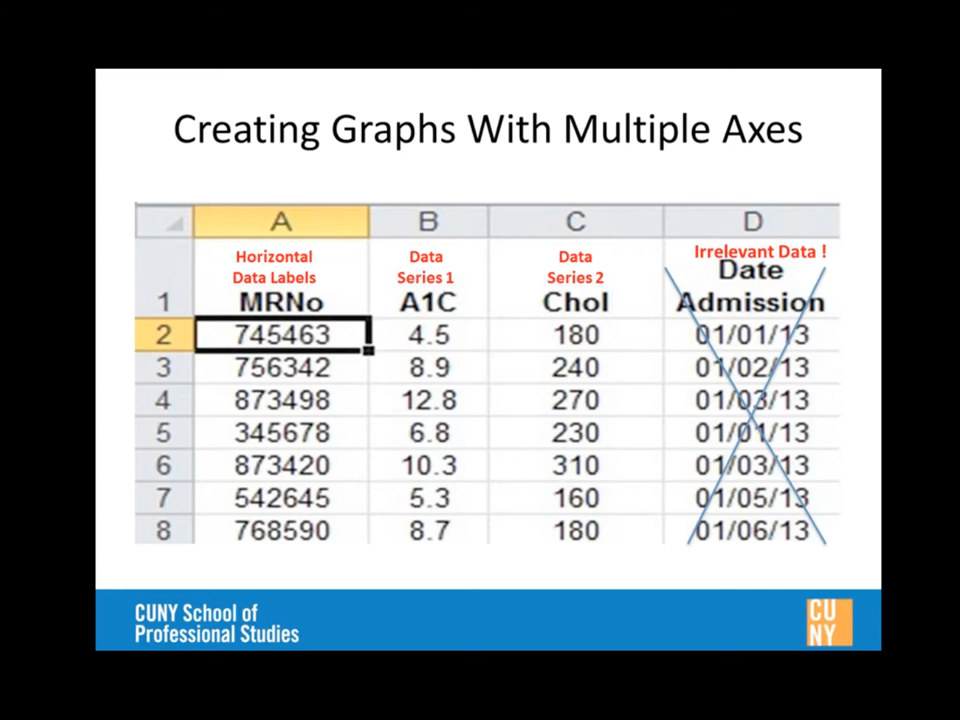 Creating Graphs With Multiple Axes
A B C D
Horizontal Data Data Irrelevant Data !
Data Labels Series 1 Series 2 Date
1 MRNo A1C Chol Admission
2 745463 4.5 180 01/01/13
3 756342 8.9 240 01/02/13
4 873498 12.8 270 01/03/13
5 345678 6.8 230 01/01/13
6 873420 10.3 310 01/03/13
7 542645 5.3 160 01/05/13
8 768590 8.7 180 01/06/13
CUNY School of
Professional Studies
CU
NY